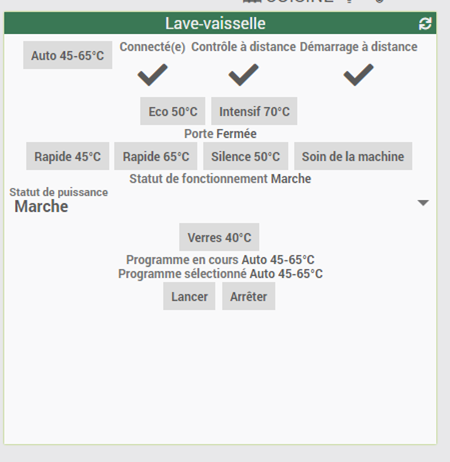 Lave-vaisselle
Auto 45-65°C
Connecté(e) Contrôle à distance Démarrage à distance
Eco 50°C Intensif 70°C
Porte Fermée
Rapide 45°C Rapide 65°C Silence 50°C Soin de la machine
Statut de fonctionnement Marche
Statut de puissance
Marche
Verres 40°C
Programme en cours Auto 45-65°C
Programme sélectionné Auto 45-65°C
Lancer Arrêter